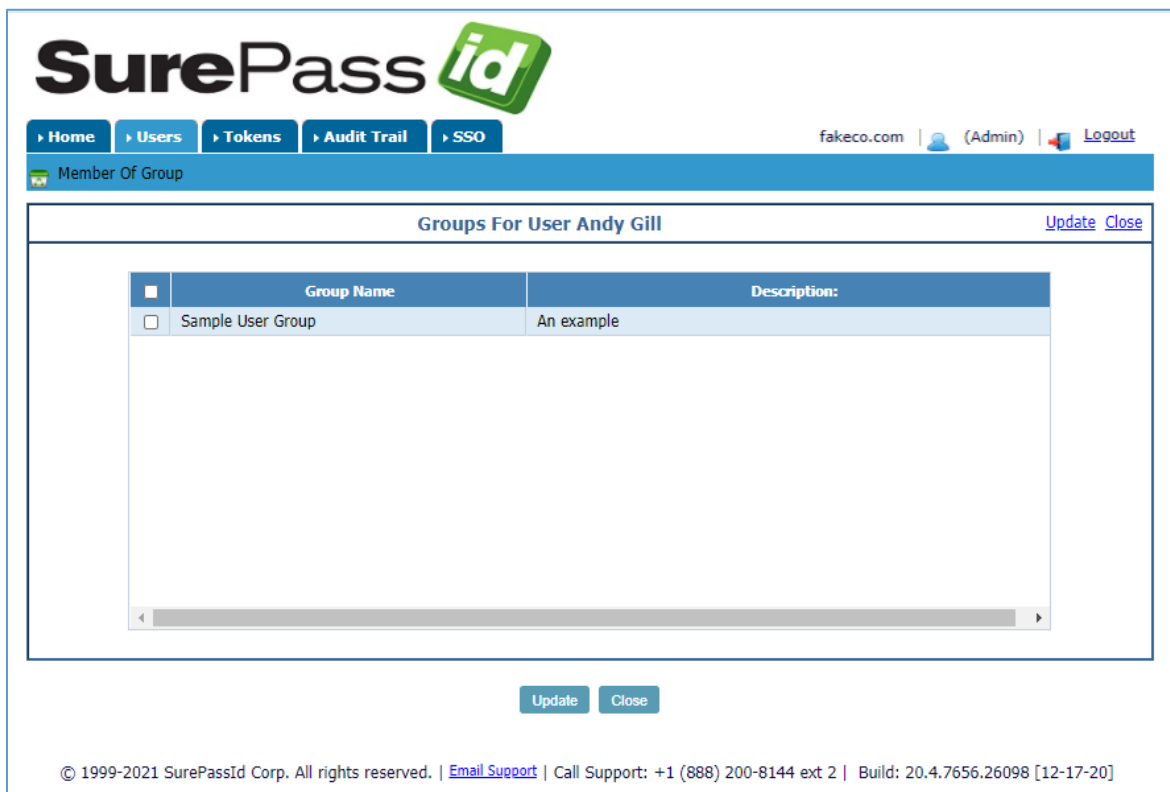 SurePass id
Home Users Tokens Audit Trail SSO fakeco.com | (Admin) | Logout
Member Of Group
Groups For User Andy Gill Update Close
Group Name Description:
Sample User Group An example
Update Close
© 1999-2021 SurePassId Corp. All rights reserved. | Email Support | Call Support: +1 (888) 200-8144 ext 2 | Build: 20.4.7656.26098 [12-17-20]